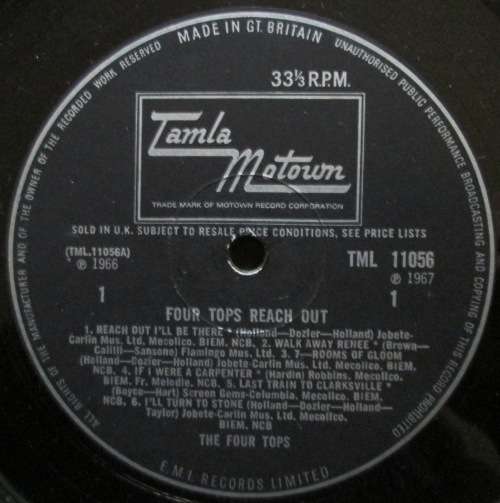 MADE IN GT. BRITAIN
UNAUTHORISED PUBLIC PERFORMANCE BROADCASTING AND COPYING OF THIS RECORD PROHIBITED
ALL RIGHTS OF THE MANUFACTURER AND OF THE OWNER OF THE RECORDED WORK RESERVED
33⅓ R.P.M.
Tamla
Motown
TRADE MARK OF MOTOWN RECORD CORPORATION
SOLD IN U.K. SUBJECT TO RESALE PRICE CONDITIONS, SEE PRICE LISTS
(TML.11056A)
℗ 1966
1
TML 11056
℗ 1967
1
FOUR TOPS REACH OUT
1. REACH OUT I'LL BE THERE * (Holland—Dozier—Holland) Jobete-
Carlin Mus. Ltd. Mecolico. BIEM. NCB. 2. WALK AWAY RENEE * (Brown—
Calilli—Sansone) Flamingo Mus. Ltd. 3. 7—ROOMS OF GLOOM
(Holland—Dozier—Holland) Jobete-Carlin Mus. Ltd. Mecolico. BIEM.
NCB. 4. IF I WERE A CARPENTER * (Hardin) Robbins. Mecolico.
BIEM. Fr. Melodie. NCB. 5. LAST TRAIN TO CLARKSVILLE *
(Boyce—Hart) Screen Gems-Columbia. Mecolico. BIEM.
NCB. 6. I'LL TURN TO STONE (Holland—Dozier—Holland—
Taylor) Jobete-Carlin Mus. Ltd. Mecolico.
BIEM. NCB
THE FOUR TOPS
E.M.I. RECORDS LIMITED